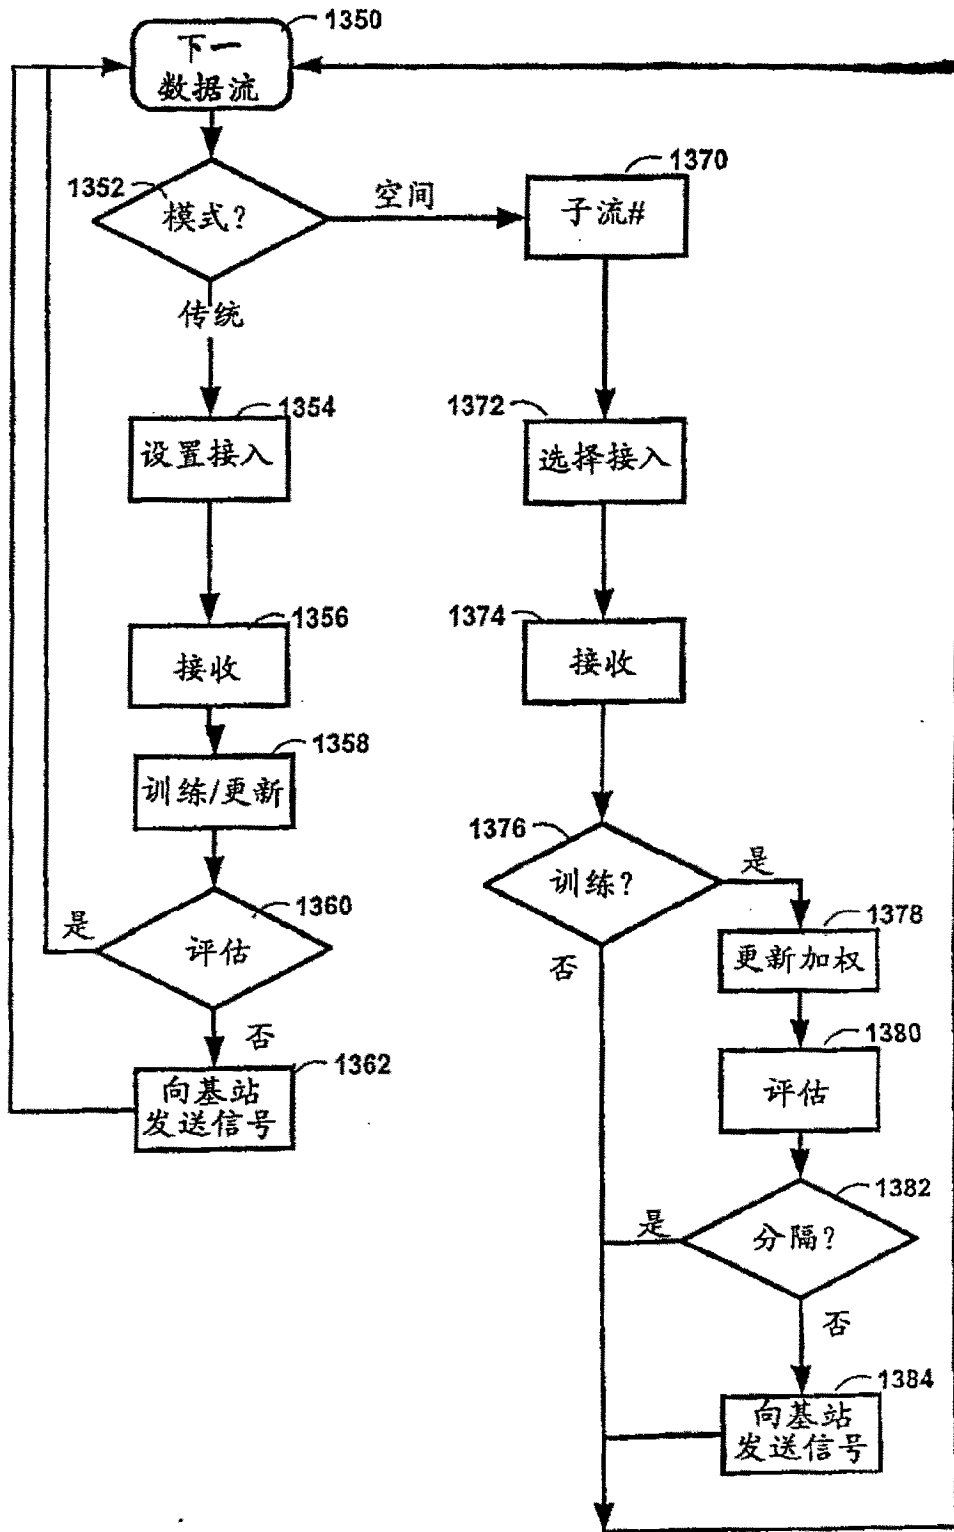 1350
下一
数据流
1352
模式?
空间
1370
子流#
传统
1354
设置接入
1372
选择接入
1356
接收
1374
接收
1358
训练/更新
1376
训练?
是
否
1378
更新加权
1360
评估
是
否
1380
评估
1362
向基站
发送信号
1382
分隔?
是
否
1384
向基站
发送信号